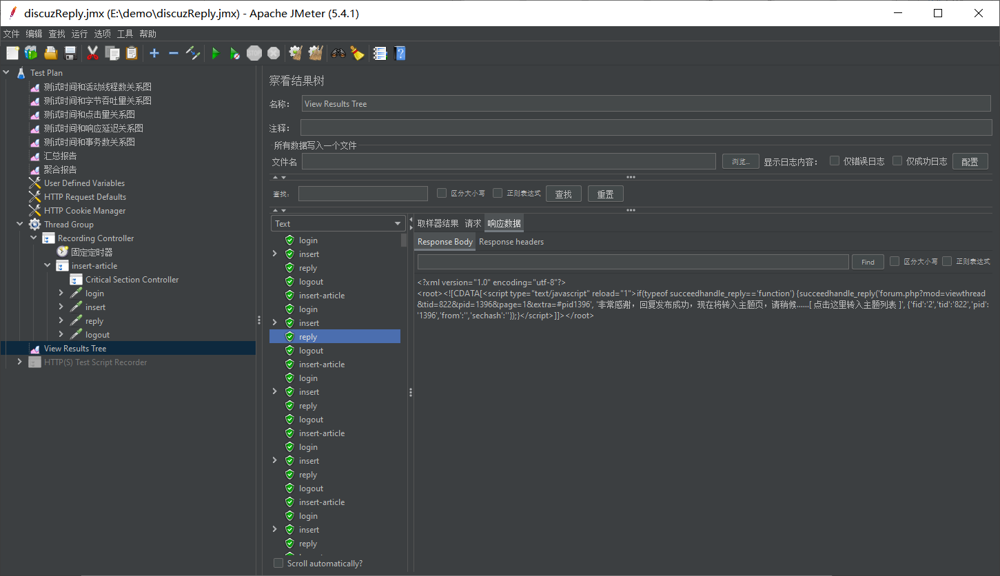 discuzReply.jmx (E:\demo\discuzReply.jmx) - Apache JMeter (5.4.1)
文件 编辑 查找 运行 选项 工具 帮助
STOP
Test Plan
测试时间和活动线程数关系图
测试时间和字节吞吐量关系图
测试时间和点击量关系图
测试时间和响应延迟关系图
测试时间和事务数关系图
汇总报告
聚合报告
User Defined Variables
HTTP Request Defaults
HTTP Cookie Manager
Thread Group
Recording Controller
固定定时器
insert-article
Critical Section Controller
login
insert
reply
logout
View Results Tree
HTTP(S) Test Script Recorder
察看结果树
名称： View Results Tree
注释：
所有数据写入一个文件
文件名 浏览... 显示日志内容： 仅错误日志 仅成功日志 配置
查找: 区分大小写 正则表达式 查找 重置
Text
login
insert
reply
logout
insert-article
login
insert
reply
logout
insert-article
login
insert
reply
logout
insert-article
login
insert
reply
logout
insert-article
login
insert
reply
Scroll automatically?
取样器结果 请求 响应数据
Response Body Response headers
Find 区分大小写 正则表达式
<?xml version="1.0" encoding="utf-8"?>
<root><![CDATA[<script type="text/javascript" reload="1">if(typeof succeedhandle_reply=='function') {succeedhandle_reply('forum.php?mod=viewthread
&tid=822&pid=1396&page=1&extra=#pid1396', '非常感谢，回复发布成功，现在将转入主题页，请稍候……[ 点击这里转入主题列表 ]', {'fid':'2','tid':'822','pid':
'1396','from':'','sechash':''});}</script>]]></root>